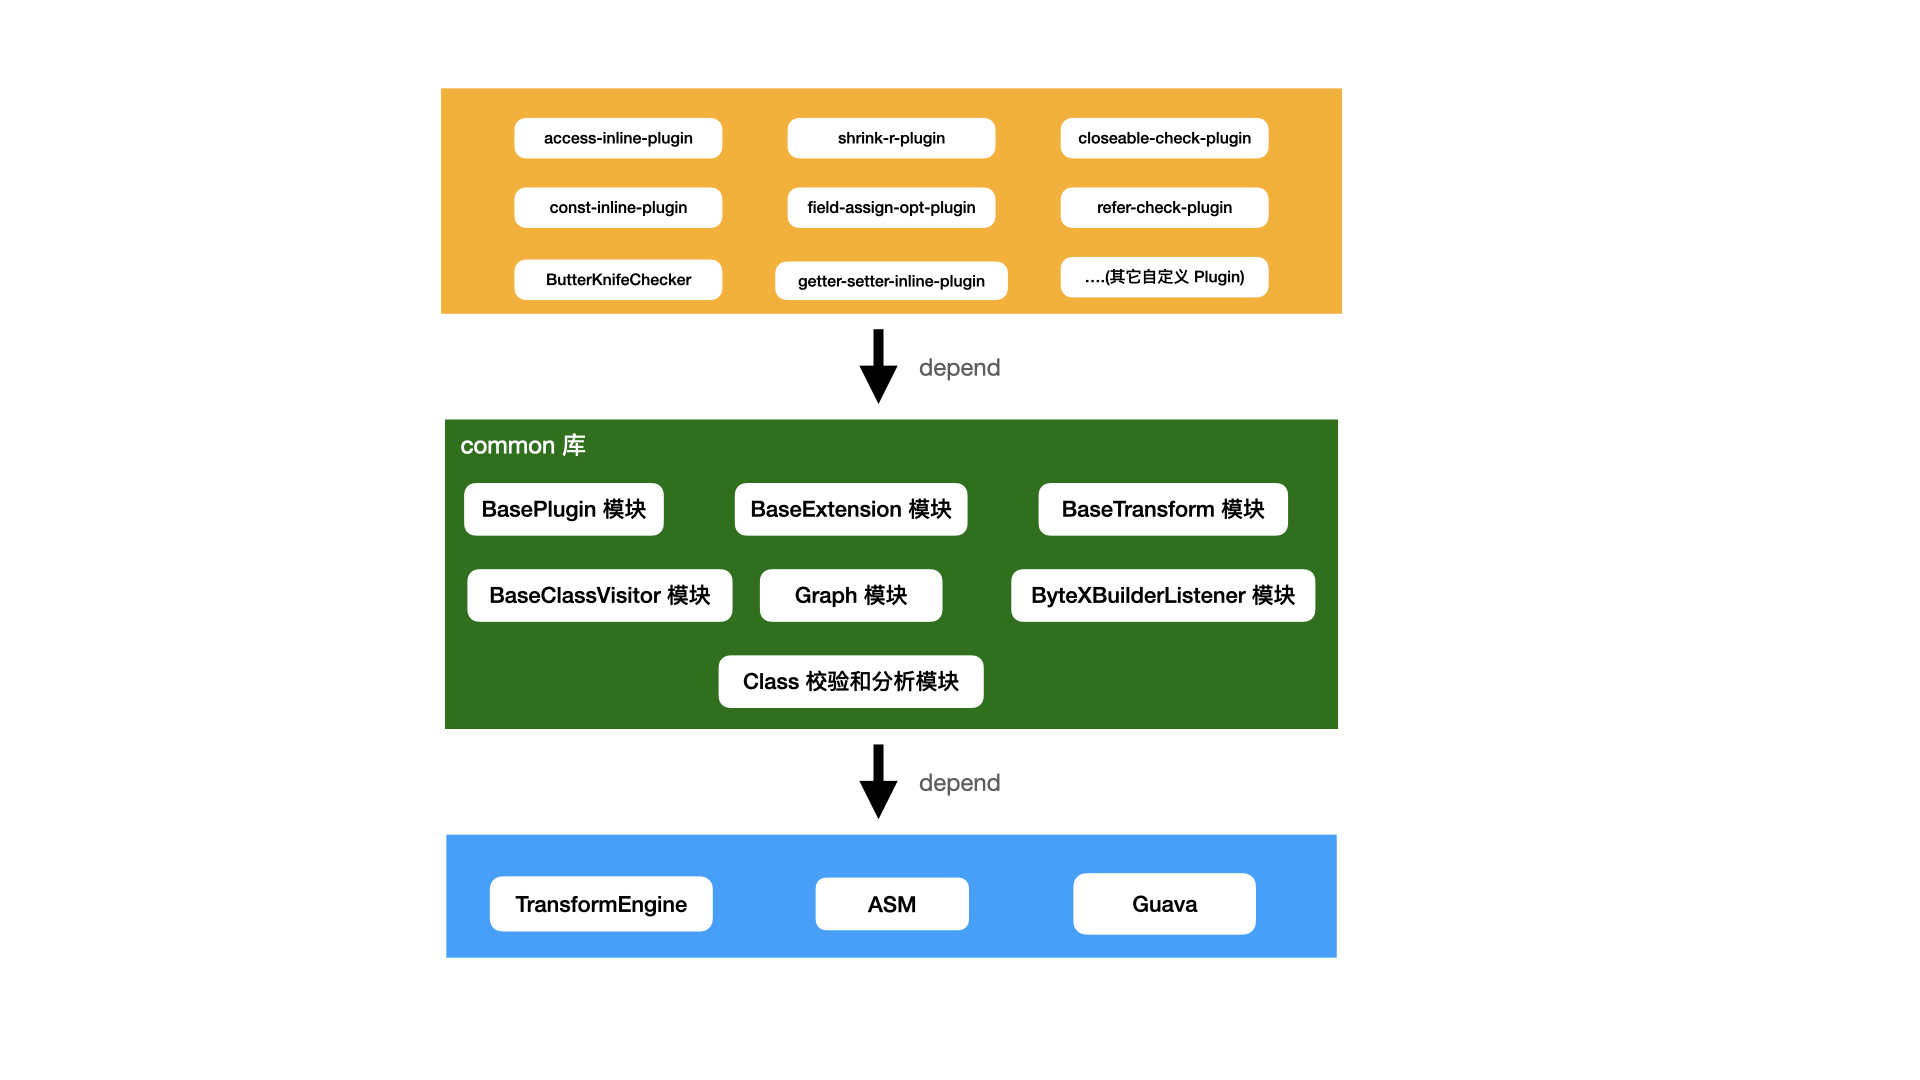 access-inline-plugin
shrink-r-plugin
closeable-check-plugin
const-inline-plugin
field-assign-opt-plugin
refer-check-plugin
ButterKnifeChecker
getter-setter-inline-plugin
....(其它自定义 Plugin)
depend
common 库
BasePlugin 模块
BaseExtension 模块
BaseTransform 模块
BaseClassVisitor 模块
Graph 模块
ByteXBuilderListener 模块
Class 校验和分析模块
depend
TransformEngine
ASM
Guava